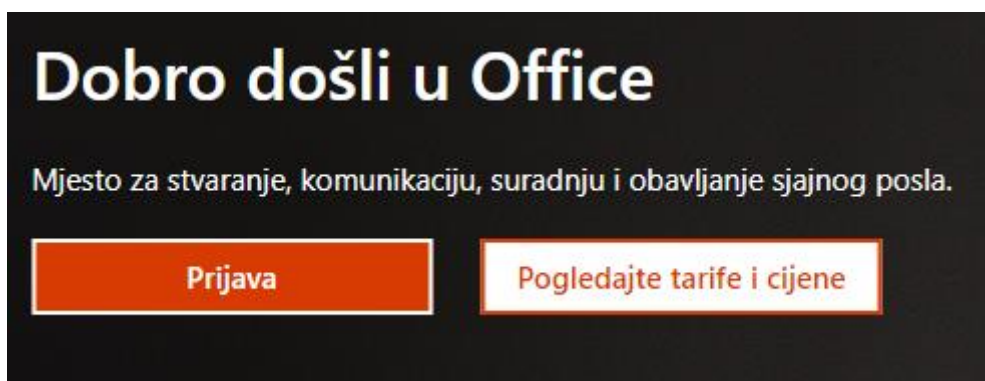 Dobro došli u Office
Mjesto za stvaranje, komunikaciju, suradnju i obavljanje sjajnog posla.
Prijava
Pogledajte tarife i cijene